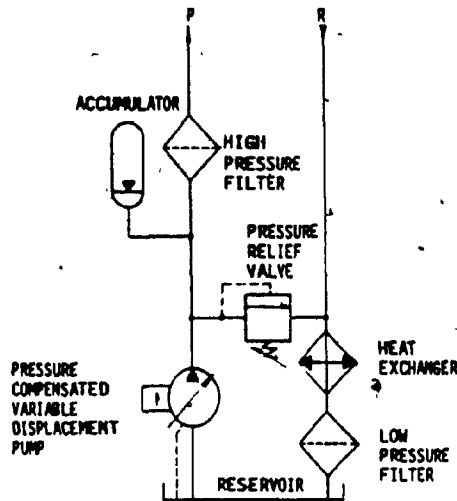 P
R
ACCUMULATOR
HIGH
PRESSURE
FILTER
PRESSURE
RELIEF
VALVE
PRESSURE
COMPENSATED
VARIABLE
DISPLACEMENT
PUMP
HEAT
EXCHANGER
LOW
PRESSURE
FILTER
RESERVOIR